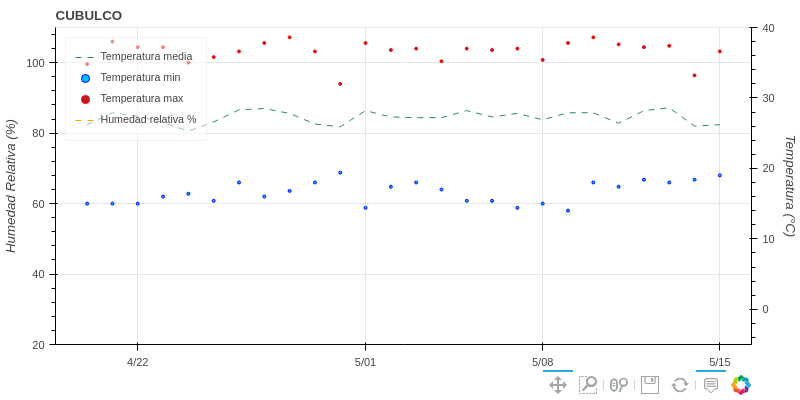 CUBULCO
Temperatura media
Temperatura min
Temperatura max
Humedad relativa %
Humedad Relativa (%)
100
80
60
40
20
40
30
20
10
0
Temperatura (°C)
4/22
5/01
5/08
5/15